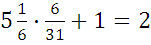 5 1/6 · 6/31 + 1 = 2